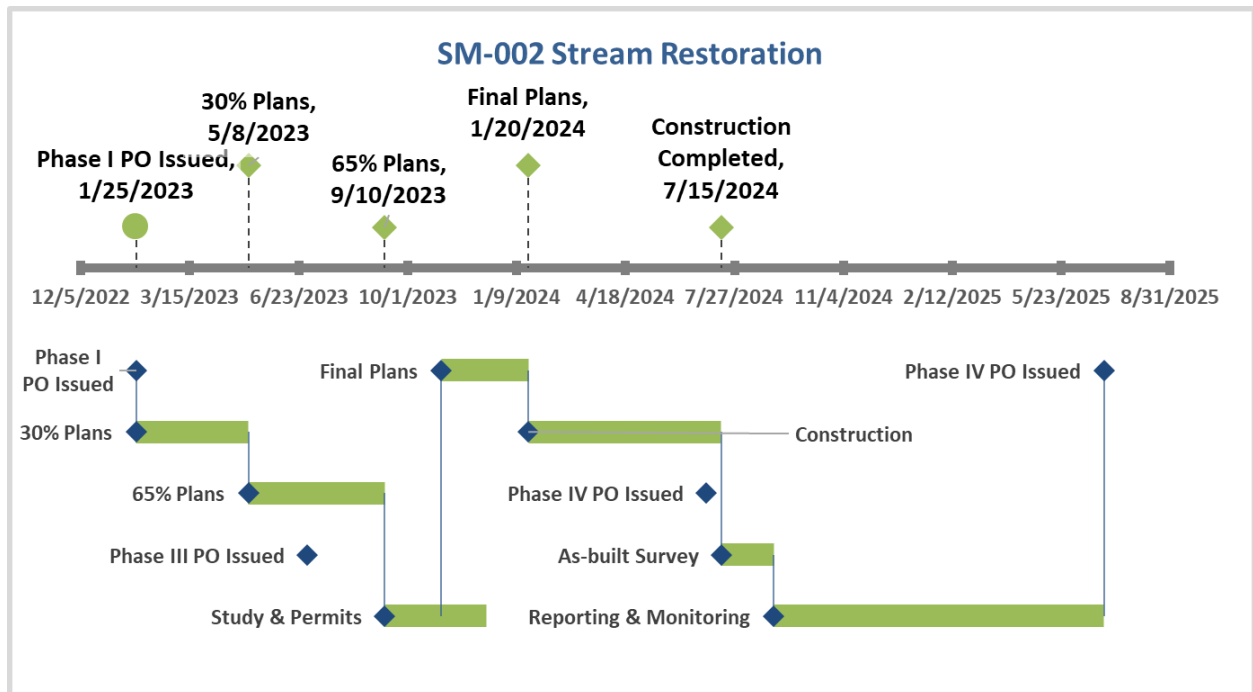 SM-002 Stream Restoration
30% Plans,
5/8/2023
Final Plans,
1/20/2024
Construction
Completed,
7/15/2024
Phase I PO Issued,
1/25/2023
65% Plans,
9/10/2023
12/5/2022 3/15/2023 6/23/2023 10/1/2023 1/9/2024 4/18/2024 7/27/2024 11/4/2024 2/12/2025 5/23/2025 8/31/2025
Phase I
PO Issued
Final Plans
Phase IV PO Issued
30% Plans
Construction
65% Plans
Phase IV PO Issued
Phase III PO Issued
As-built Survey
Study & Permits
Reporting & Monitoring